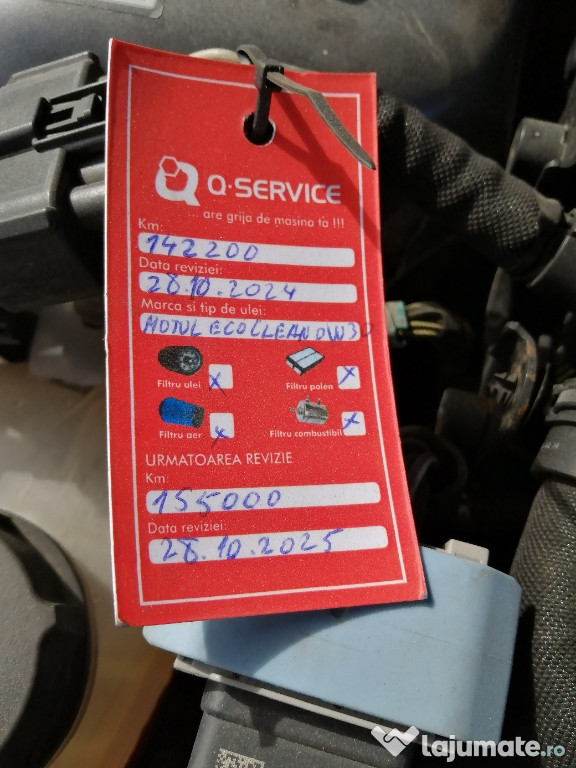 Q-SERVICE
... are grija de masina ta !!!
Km:
142200
Data reviziei:
28.10.2024
Marca si tip de ulei:
MOTUL ECOCLEAN 0W30
Filtru ulei x
Filtru polen x
Filtru aer x
Filtru combustibil x
URMATOAREA REVIZIE
Km:
155000
Data reviziei:
28.10.2025
lajumate.ro